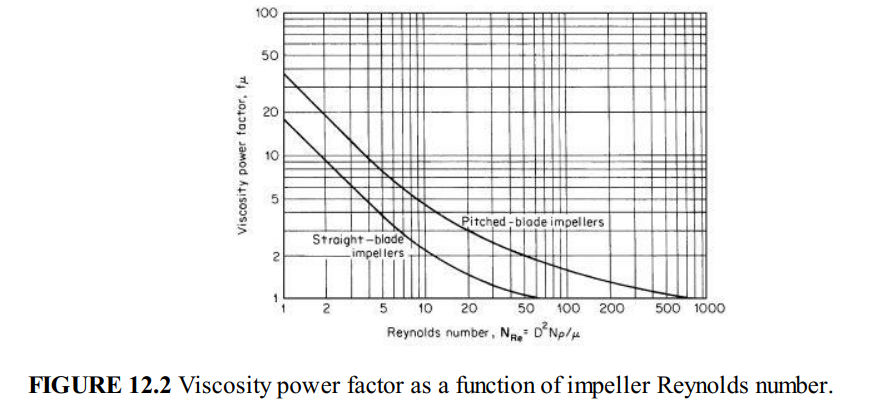 100
50
20
10
5
2
1
Viscosity power factor, fμ
Pitched-blade impellers
Straight-blade
impellers
1 2 5 10 20 50 100 200 500 1000
Reynolds number, NRe= D²Nρ/μ
FIGURE 12.2 Viscosity power factor as a function of impeller Reynolds number.